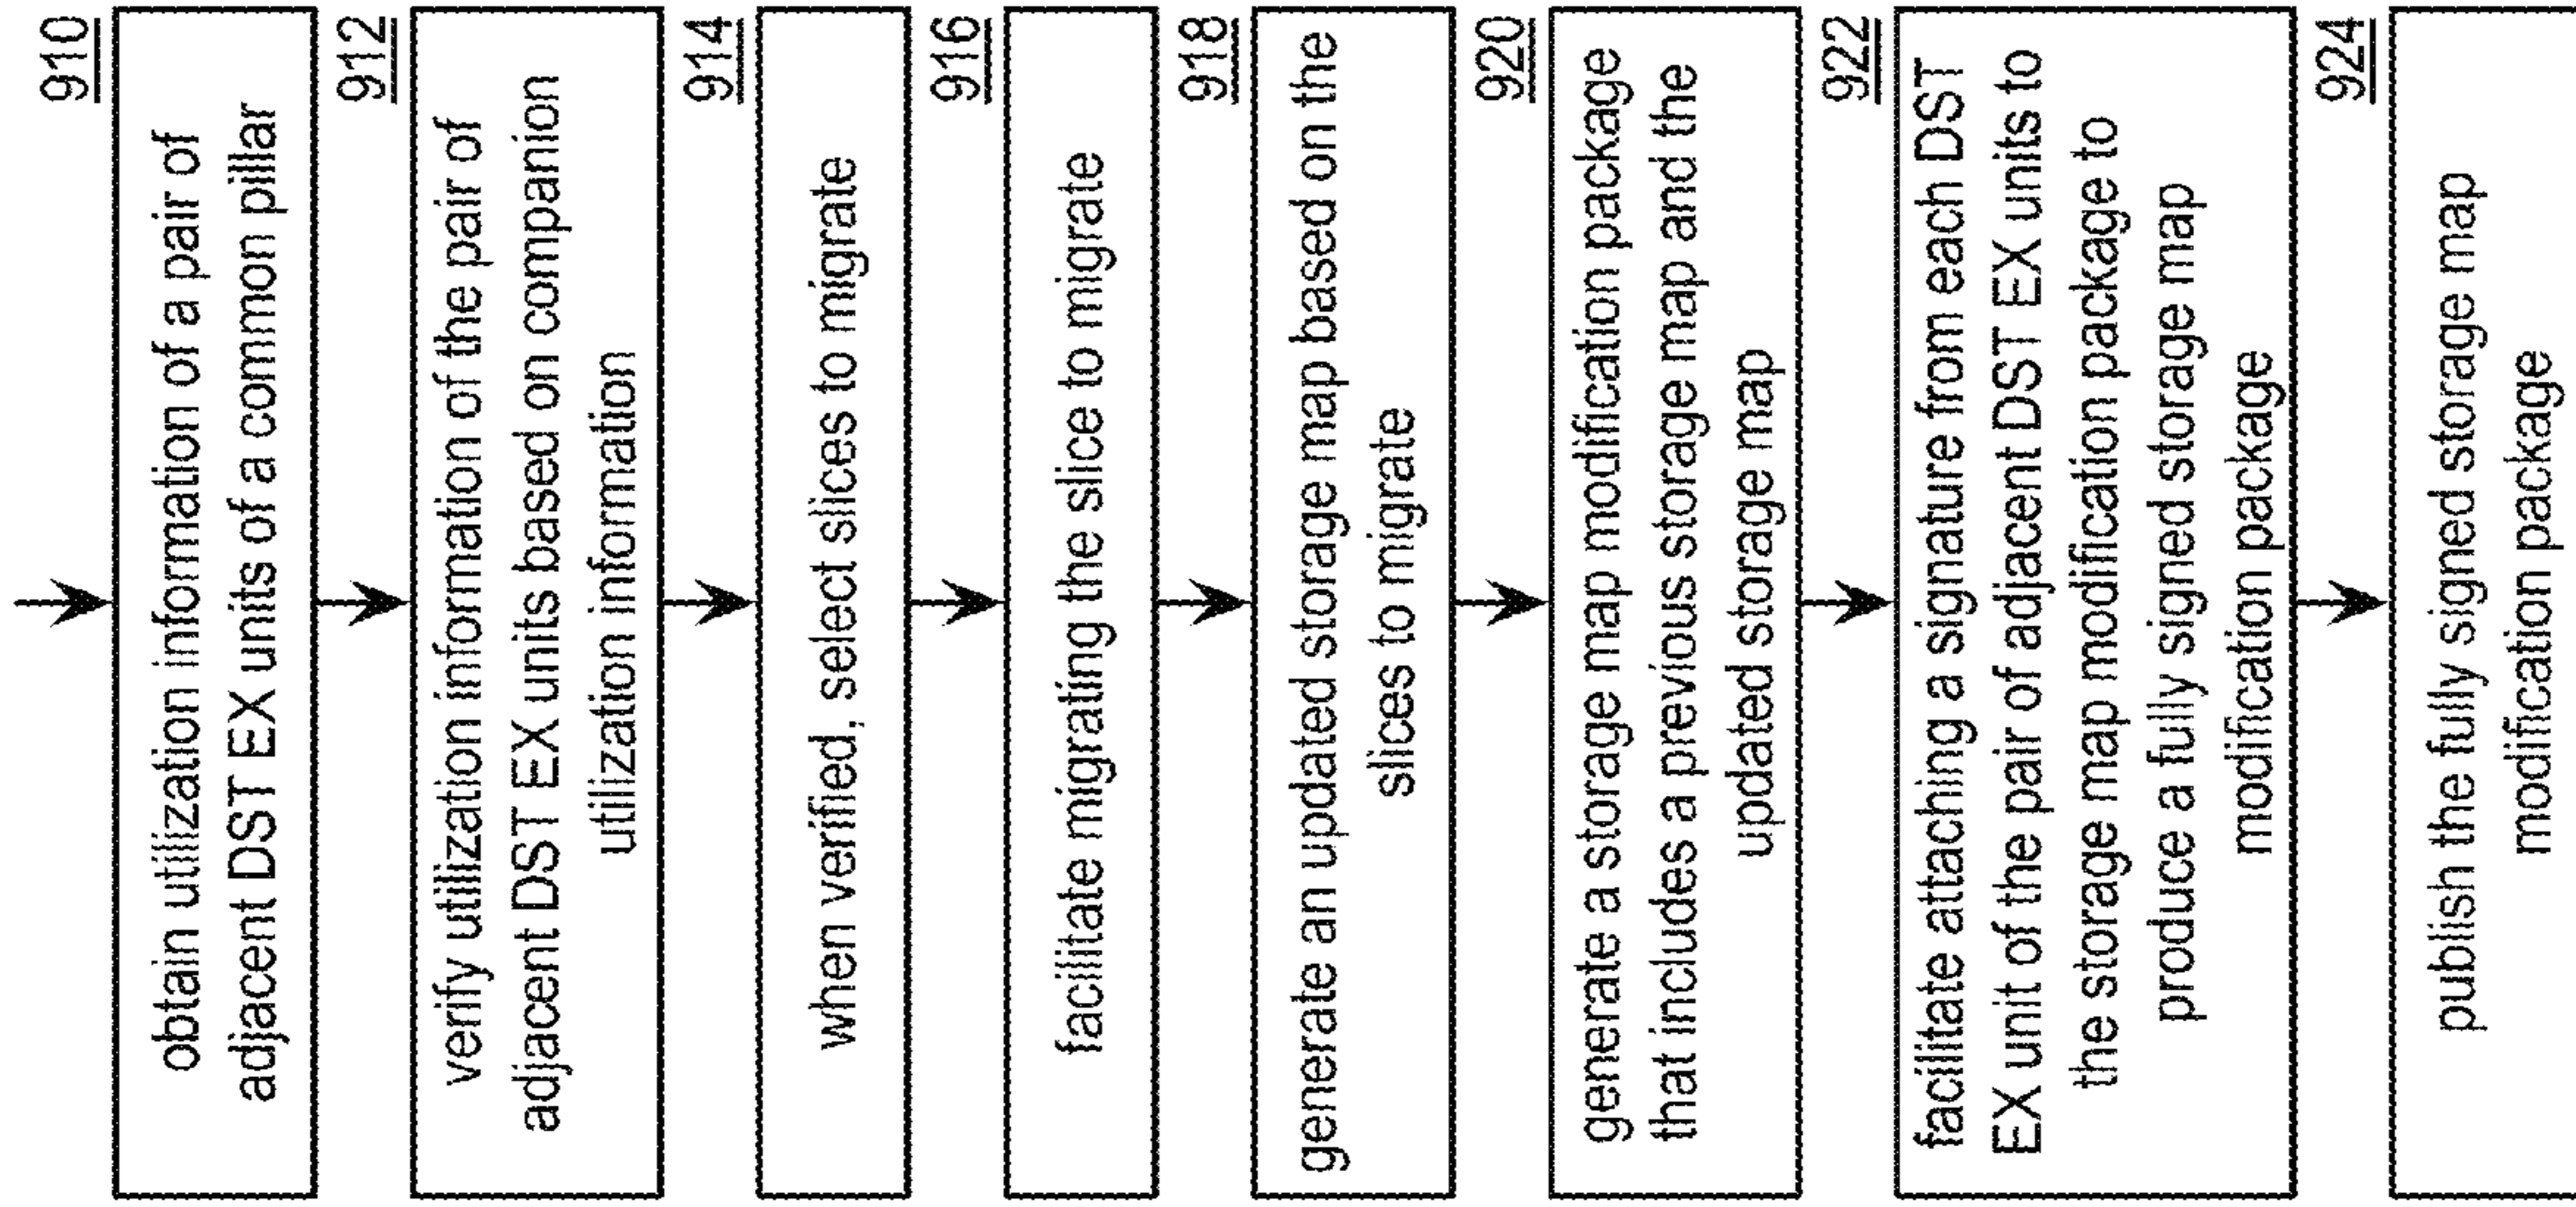 910
obtain utilization information of a pair of
adjacent DST EX units of a common pillar
912
verify utilization information of the pair of
adjacent DST EX units based on companion
utilization information
914
when verified, select slices to migrate
916
facilitate migrating the slice to migrate
918
generate an updated storage map based on the
slices to migrate
920
generate a storage map modification package
that includes a previous storage map and the
updated storage map
922
facilitate attaching a signature from each DST
EX unit of the pair of adjacent DST EX units to
the storage map modification package to
produce a fully signed storage map
modification package
924
publish the fully signed storage map
modification package